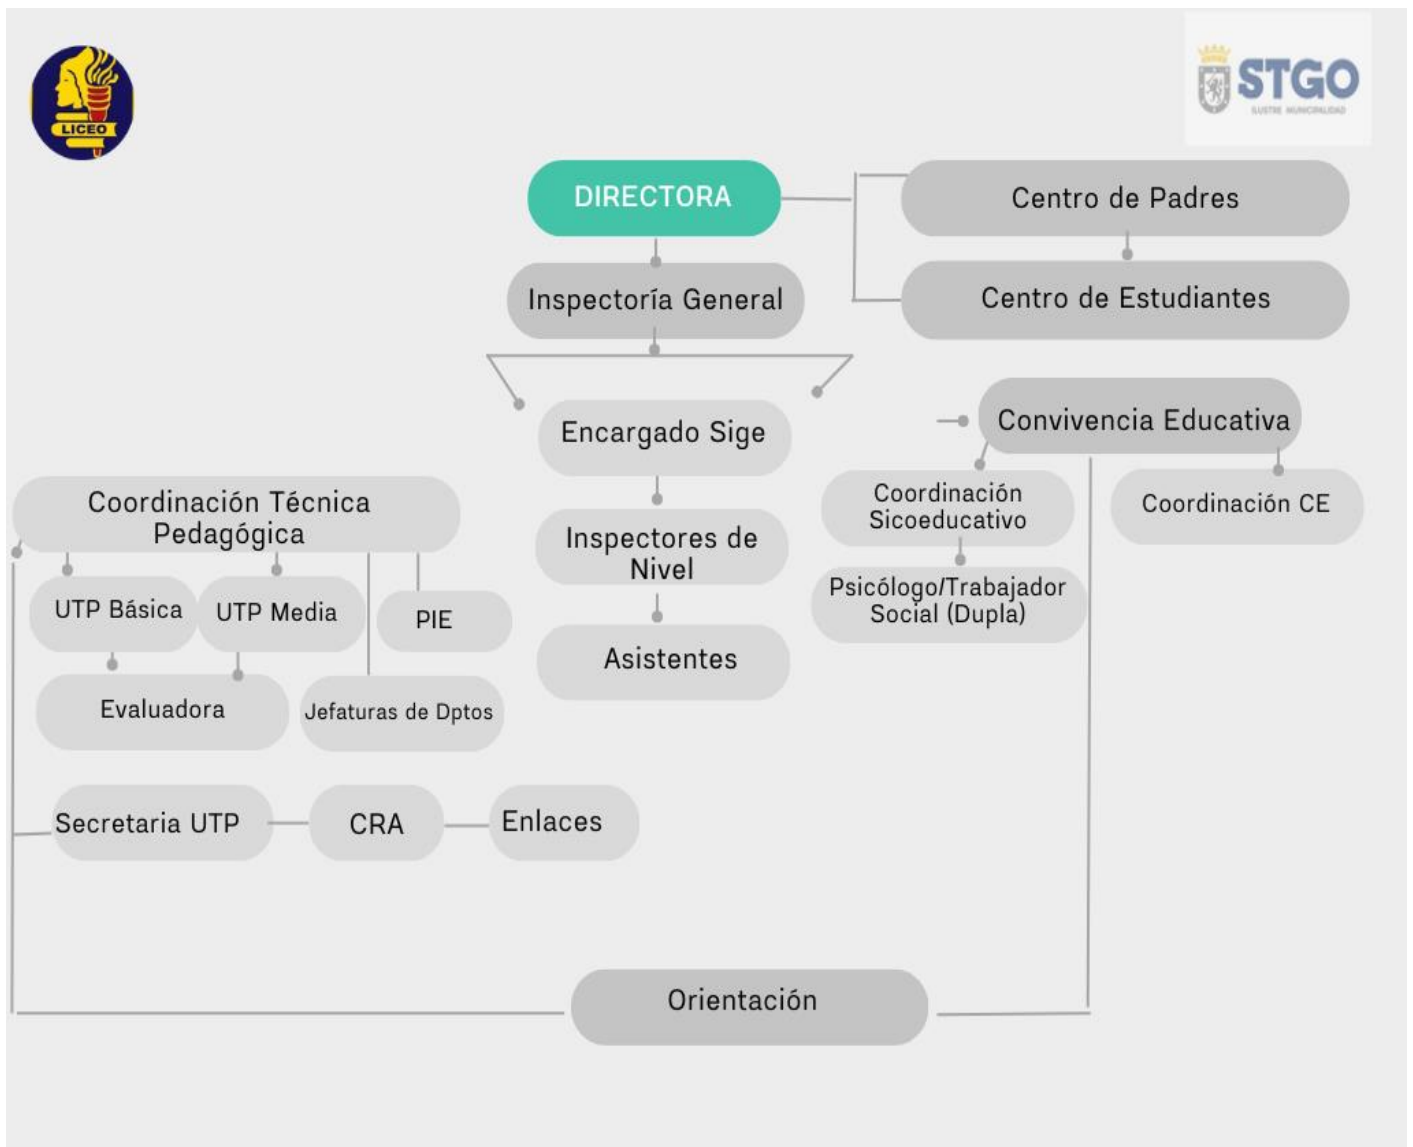 LICEO
STGO
ILUSTRE MUNICIPALIDAD
DIRECTORA
Centro de Padres
Inspectoría General
Centro de Estudiantes
Encargado Sige
Convivencia Educativa
Coordinación Técnica
Pedagógica
Inspectores de
Nivel
Coordinación
Sicoeducativo
Coordinación CE
UTP Básica
UTP Media
PIE
Psicólogo/Trabajador
Social (Dupla)
Asistentes
Evaluadora
Jefaturas de Dptos
Secretaria UTP
CRA
Enlaces
Orientación